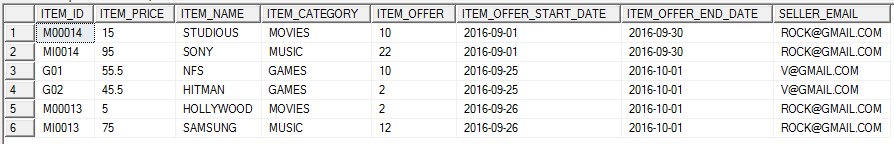 ITEM_ID ITEM_PRICE ITEM_NAME ITEM_CATEGORY ITEM_OFFER ITEM_OFFER_START_DATE ITEM_OFFER_END_DATE SELLER_EMAIL
1 M00014 15 STUDIOUS MOVIES 10 2016-09-01 2016-09-30 ROCK@GMAIL.COM
2 MI0014 95 SONY MUSIC 22 2016-09-01 2016-09-30 ROCK@GMAIL.COM
3 G01 55.5 NFS GAMES 10 2016-09-25 2016-10-01 V@GMAIL.COM
4 G02 45.5 HITMAN GAMES 2 2016-09-25 2016-10-01 V@GMAIL.COM
5 M00013 5 HOLLYWOOD MOVIES 2 2016-09-26 2016-10-01 ROCK@GMAIL.COM
6 MI0013 75 SAMSUNG MUSIC 12 2016-09-26 2016-10-01 ROCK@GMAIL.COM